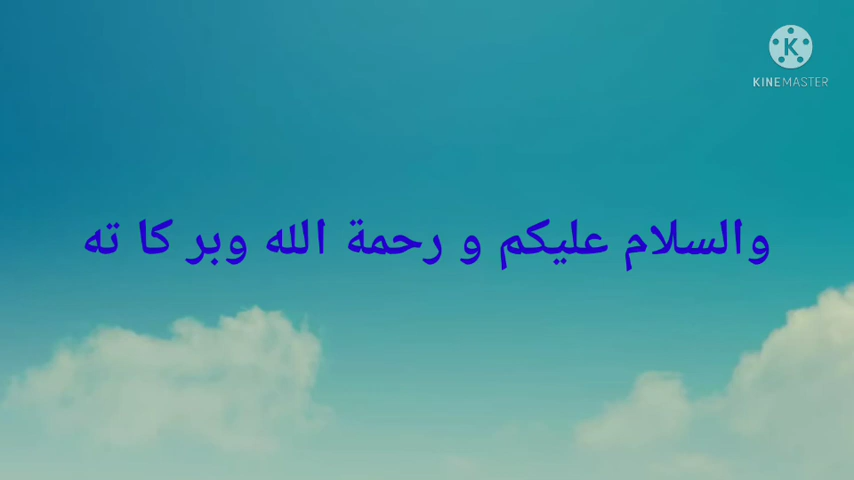 KINEMASTER
والسلام عليكم و رحمة الله وبر كا ته